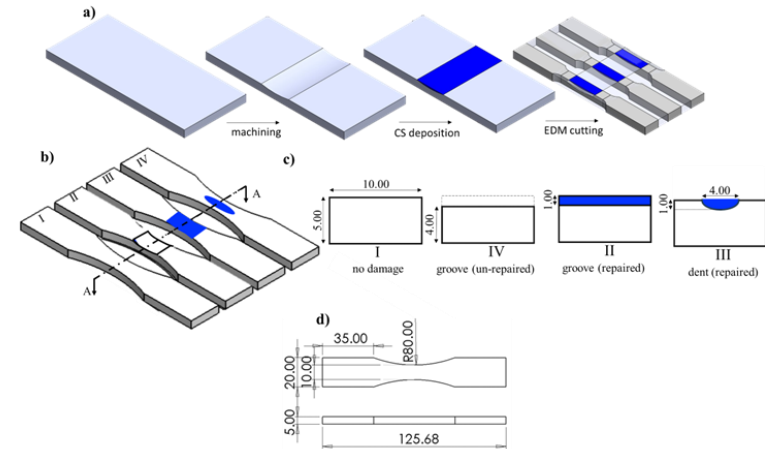 a)
machining
CS deposition
EDM cutting
b)
I
II
III
IV
A
A
c)
10.00
5.00
I
no damage
4.00
IV
groove (un-repaired)
1.00
II
groove (repaired)
4.00
1.00
III
dent (repaired)
d)
35.00
R80.00
20.00
10.00
5.00
125.68